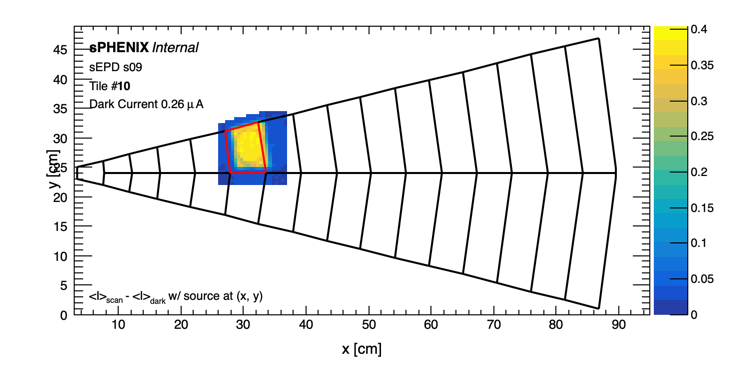 sPHENIX Internal
sEPD s09
Tile #10
Dark Current 0.26 μA
<I>scan - <I>dark w/ source at (x, y)
y [cm]
45
40
35
30
25
20
15
10
5
0
10 20 30 40 50 60 70 80 90
x [cm]
0.4
0.35
0.3
0.25
0.2
0.15
0.1
0.05
0